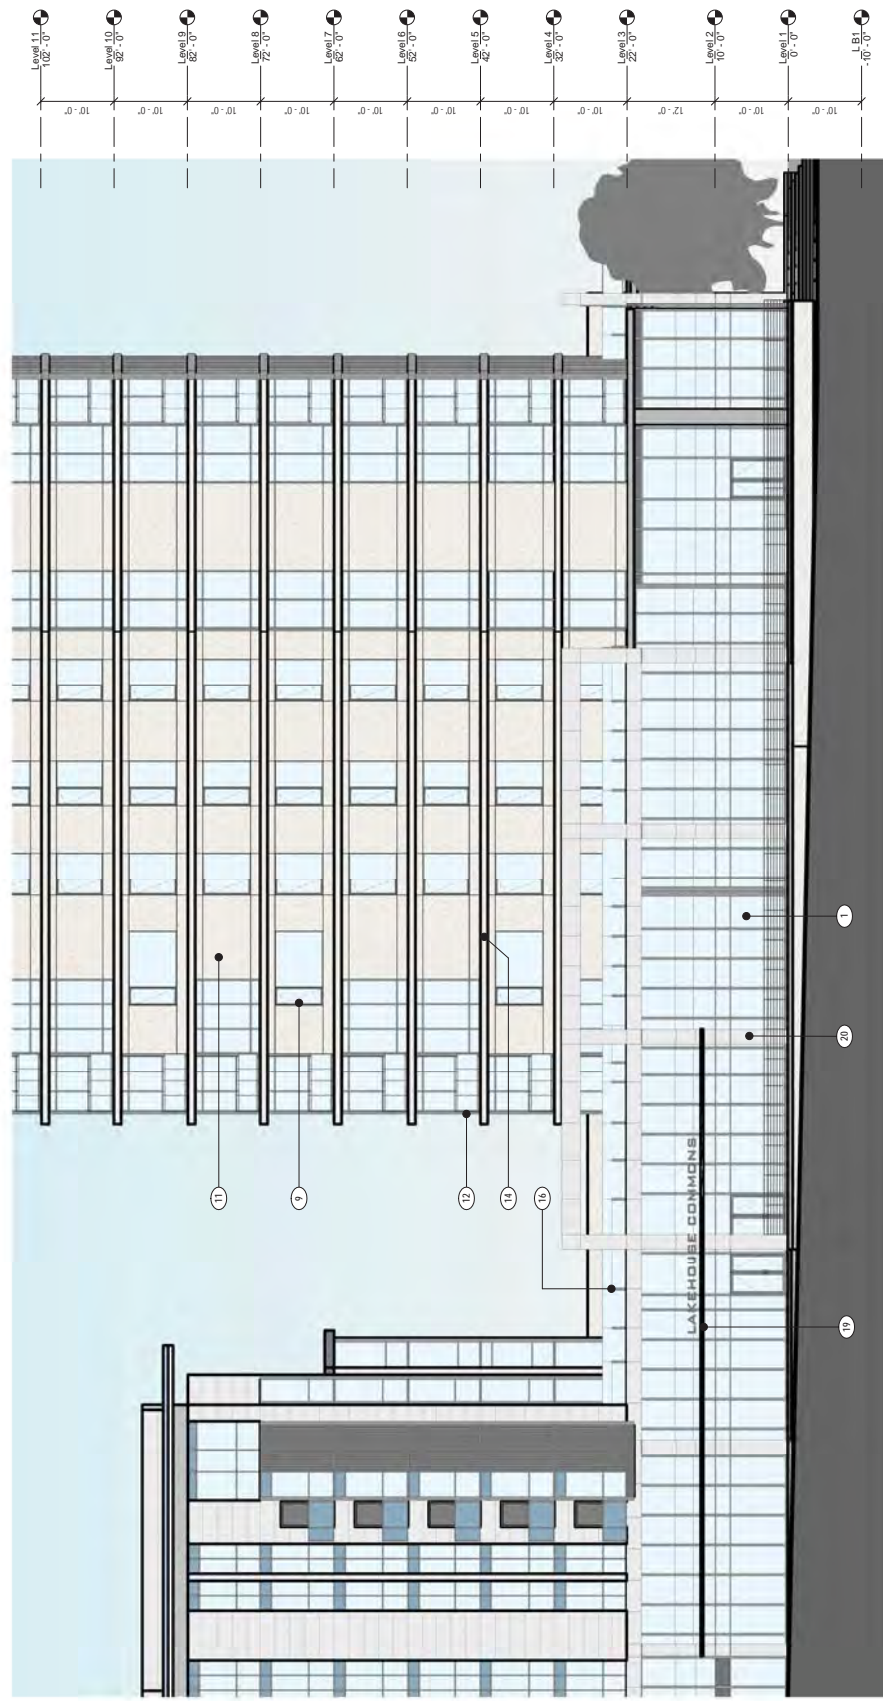 Level 11
102' - 0"
Level 10
92' - 0"
Level 9
82' - 0"
Level 8
72' - 0"
Level 7
62' - 0"
Level 6
52' - 0"
Level 5
42' - 0"
Level 4
32' - 0"
Level 3
22' - 0"
Level 2
10' - 0"
Level 1
0' - 0"
L B1
-10' - 0"
10' - 0"
10' - 0"
10' - 0"
10' - 0"
10' - 0"
10' - 0"
10' - 0"
10' - 0"
12' - 0"
10' - 0"
10' - 0"
11
9
12
14
16
1
20
19
LAKEHOUSE COMMONS